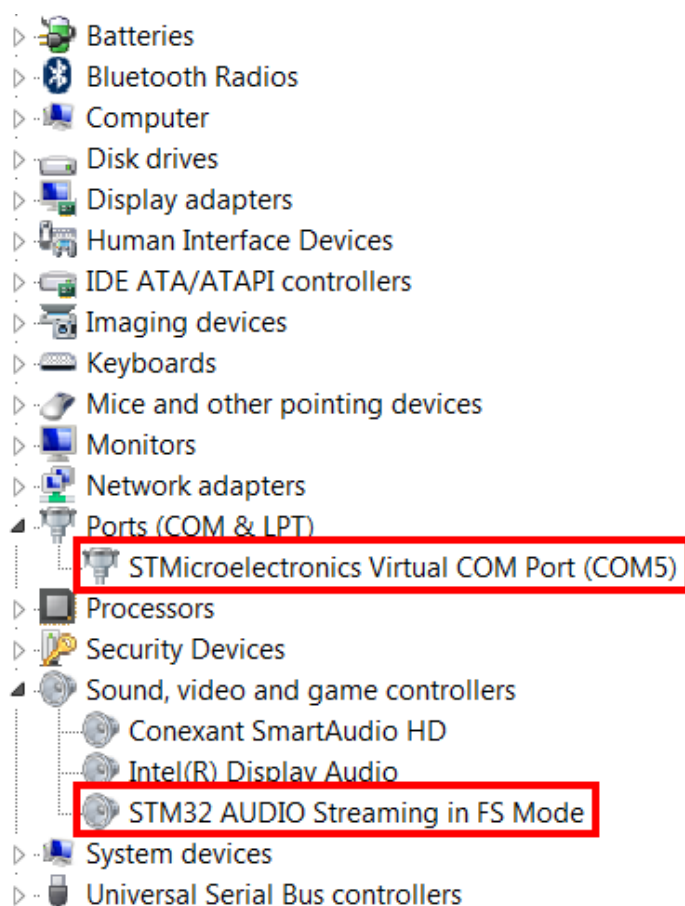 Batteries
Bluetooth Radios
Computer
Disk drives
Display adapters
Human Interface Devices
IDE ATA/ATAPI controllers
Imaging devices
Keyboards
Mice and other pointing devices
Monitors
Network adapters
Ports (COM & LPT)
STMicroelectronics Virtual COM Port (COM5)
Processors
Security Devices
Sound, video and game controllers
Conexant SmartAudio HD
Intel(R) Display Audio
STM32 AUDIO Streaming in FS Mode
System devices
Universal Serial Bus controllers